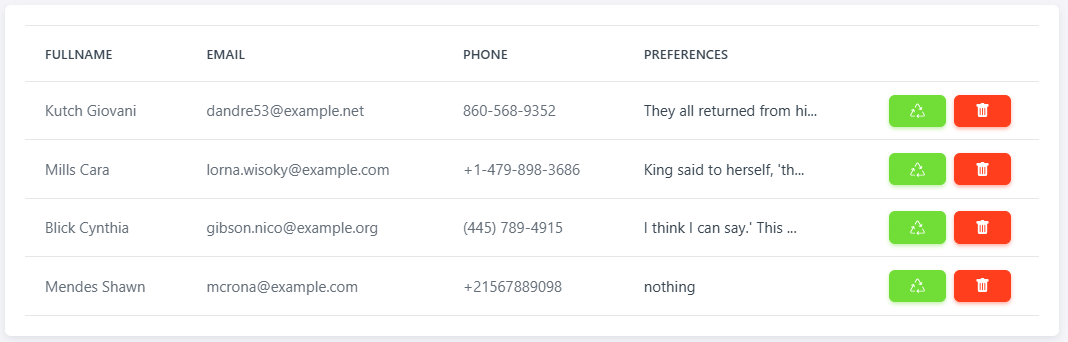 FULLNAME EMAIL PHONE PREFERENCES
Kutch Giovani dandre53@example.net 860-568-9352 They all returned from hi...
Mills Cara lorna.wisoky@example.com +1-479-898-3686 King said to herself, 'th...
Blick Cynthia gibson.nico@example.org (445) 789-4915 I think I can say.' This ...
Mendes Shawn mcrona@example.com +21567889098 nothing